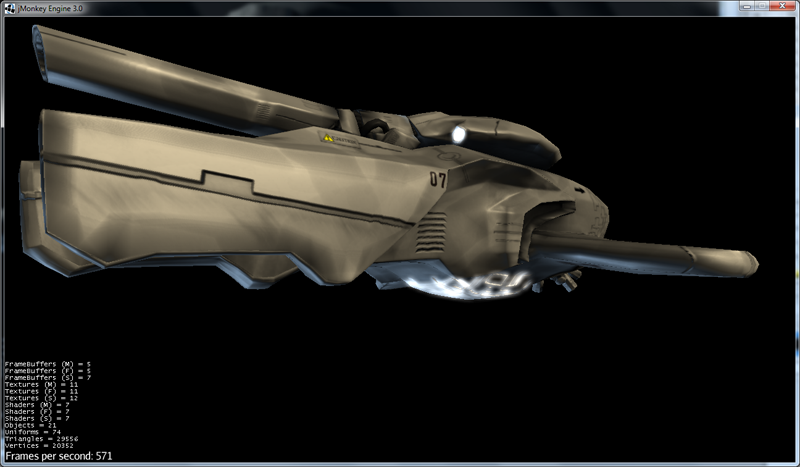 jMonkey Engine 3.0
07
FrameBuffers (M) = 5
FrameBuffers (F) = 5
FrameBuffers (S) = 7
Textures (M) = 11
Textures (F) = 11
Textures (S) = 12
Shaders (M) = 7
Shaders (F) = 7
Shaders (S) = 7
Objects = 21
Uniforms = 74
Triangles = 29556
Vertices = 20352
Frames per second: 571